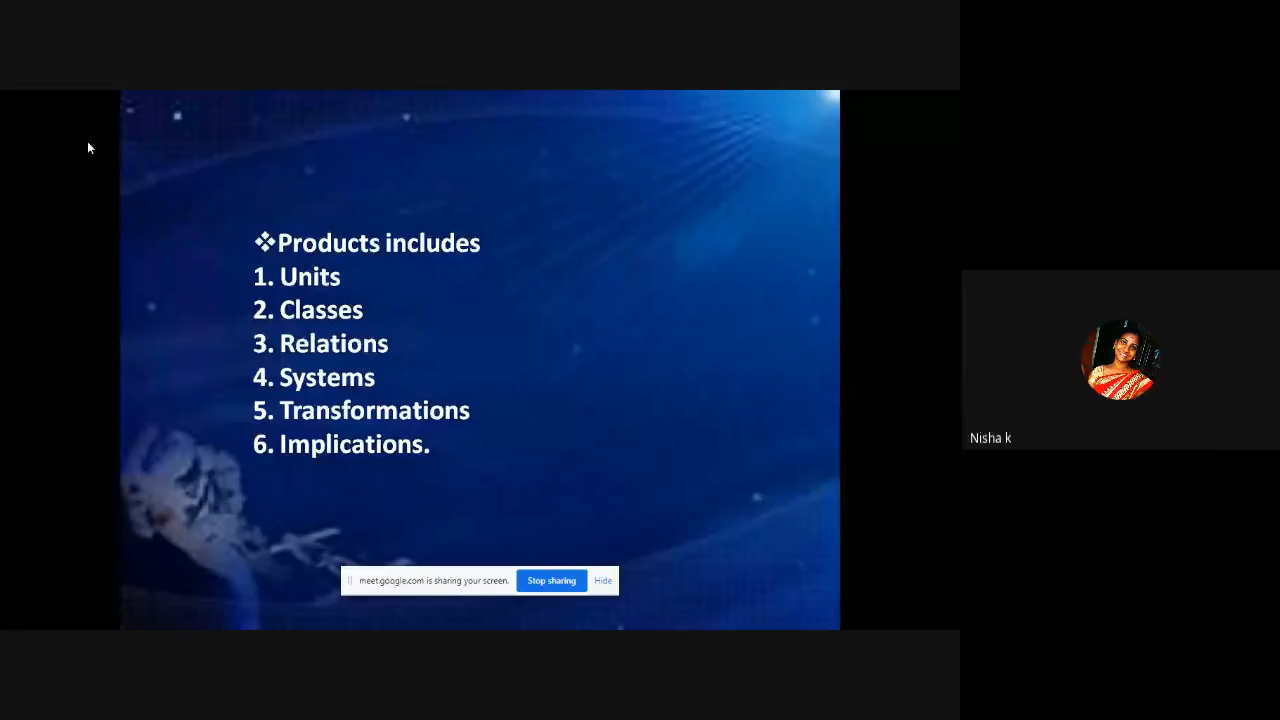 ❖Products includes
1. Units
2. Classes
3. Relations
4. Systems
5. Transformations
6. Implications.
meet.google.com is sharing your screen. Stop sharing Hide
Nisha k